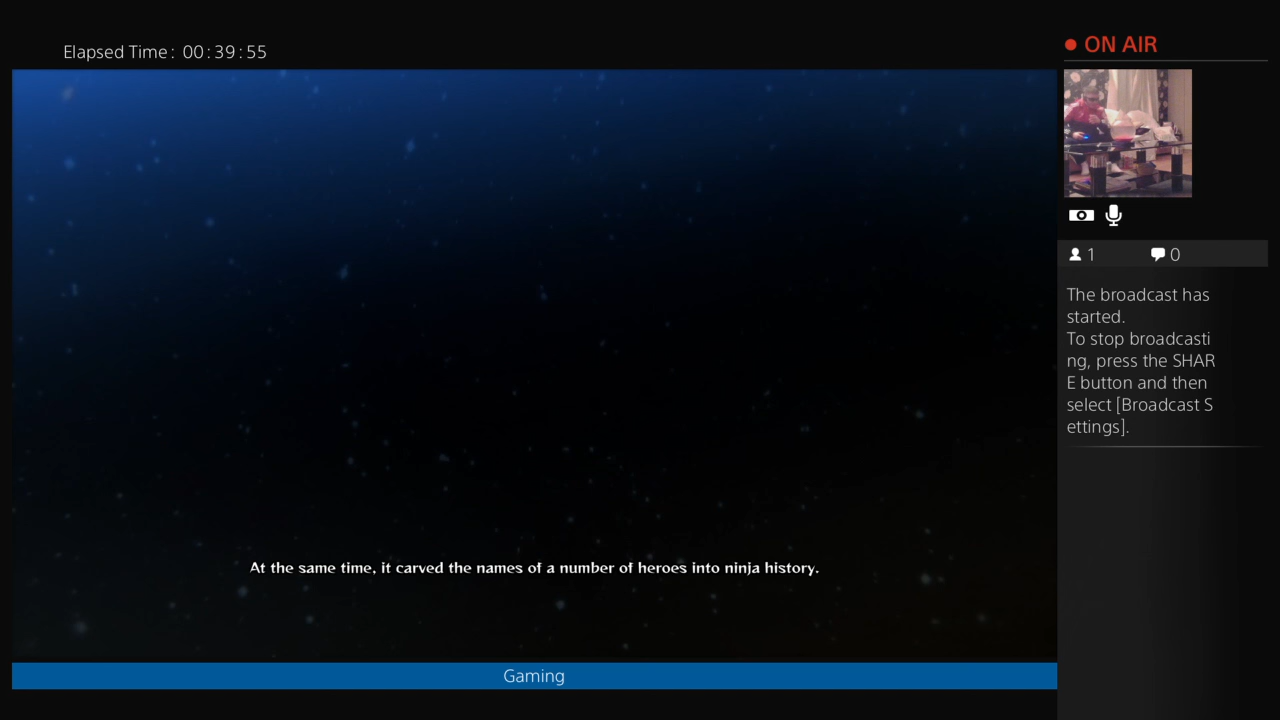 Elapsed Time: 00:39:55
ON AIR
1
0
The broadcast has
started.
To stop broadcasti
ng, press the SHAR
E button and then
select [Broadcast S
ettings].
At the same time, it carved the names of a number of heroes into ninja history.
Gaming